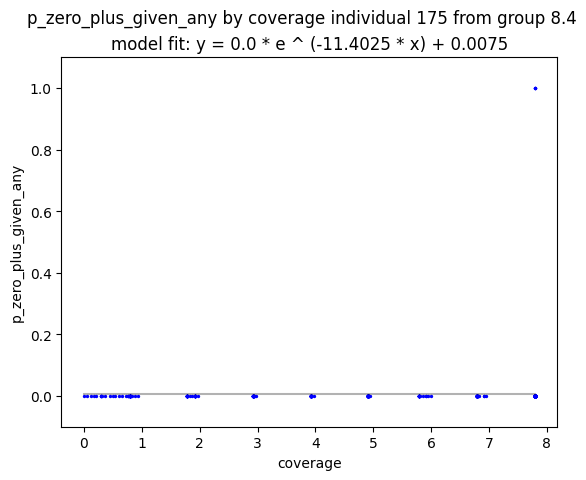 p_zero_plus_given_any by coverage individual 175 from group 8.4
model fit: y = 0.0 * e ^ (-11.4025 * x) + 0.0075
1.0
0.8
0.6
0.4
0.2
0.0
p_zero_plus_given_any
0 1 2 3 4 5 6 7 8
coverage